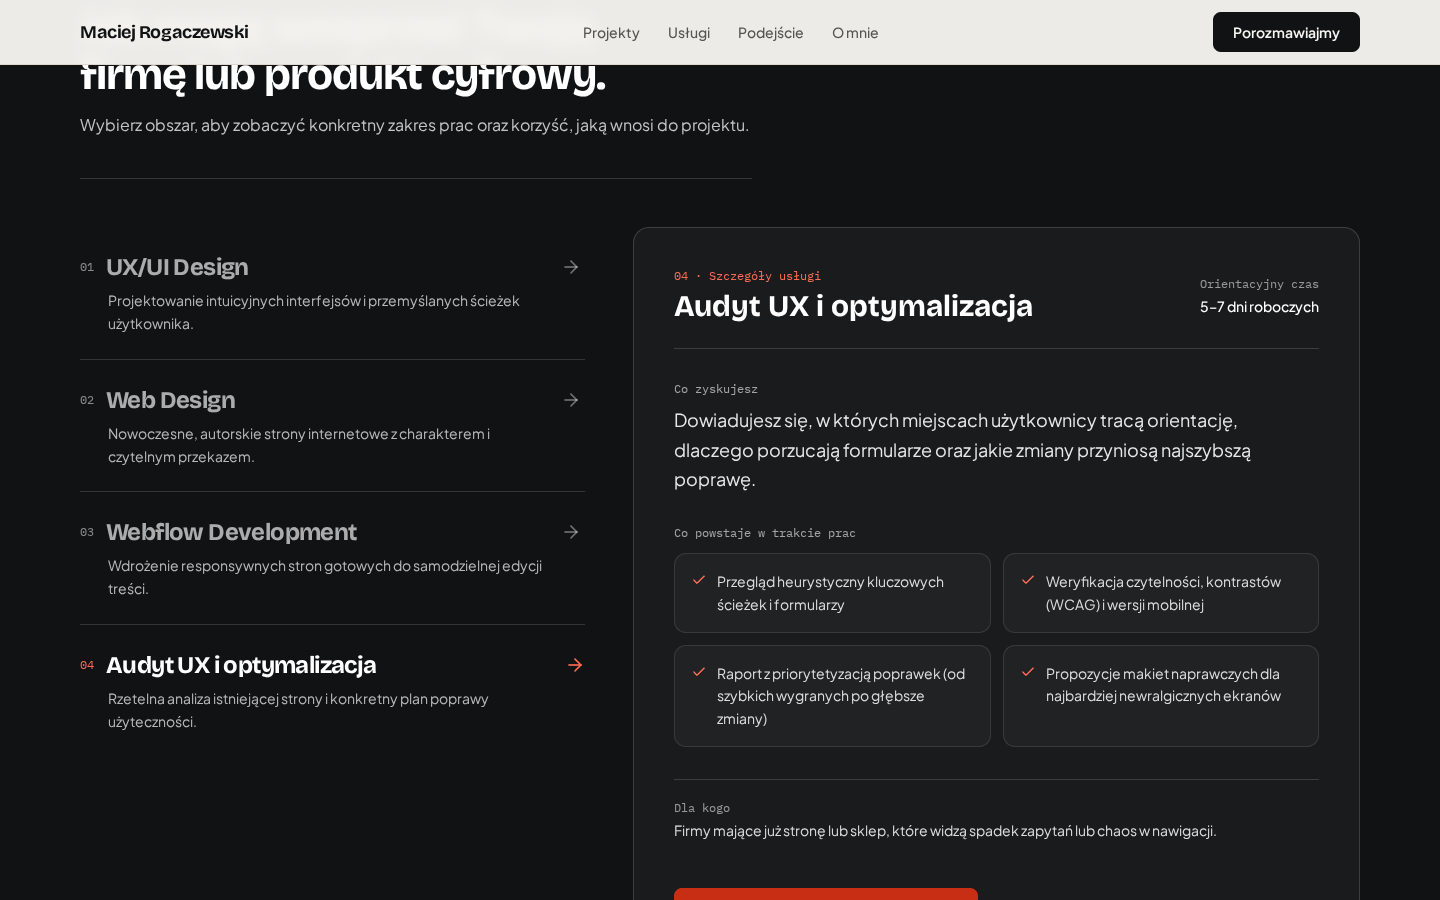 Maciej Rogaczewski
Projekty
Usługi
Podejście
O mnie
Porozmawiajmy
firmę lub produkt cyfrowy.
Wybierz obszar, aby zobaczyć konkretny zakres prac oraz korzyść, jaką wnosi do projektu.
01 UX/UI Design
Projektowanie intuicyjnych interfejsów i przemyślanych ścieżek
użytkownika.
02 Web Design
Nowoczesne, autorskie strony internetowe z charakterem i
czytelnym przekazem.
03 Webflow Development
Wdrożenie responsywnych stron gotowych do samodzielnej edycji
treści.
04 Audyt UX i optymalizacja
Rzetelna analiza istniejącej strony i konkretny plan poprawy
użyteczności.
04 · Szczegóły usługi
Audyt UX i optymalizacja
Orientacyjny czas
5–7 dni roboczych
Co zyskujesz
Dowiadujesz się, w których miejscach użytkownicy tracą orientację,
dlaczego porzucają formularze oraz jakie zmiany przyniosą najszybszą
poprawę.
Co powstaje w trakcie prac
Przegląd heurystyczny kluczowych
ścieżek i formularzy
Weryfikacja czytelności, kontrastów
(WCAG) i wersji mobilnej
Raport z priorytetyzacją poprawek (od
szybkich wygranych po głębsze
zmiany)
Propozycje makiet naprawczych dla
najbardziej newralgicznych ekranów
Dla kogo
Firmy mające już stronę lub sklep, które widzą spadek zapytań lub chaos w nawigacji.